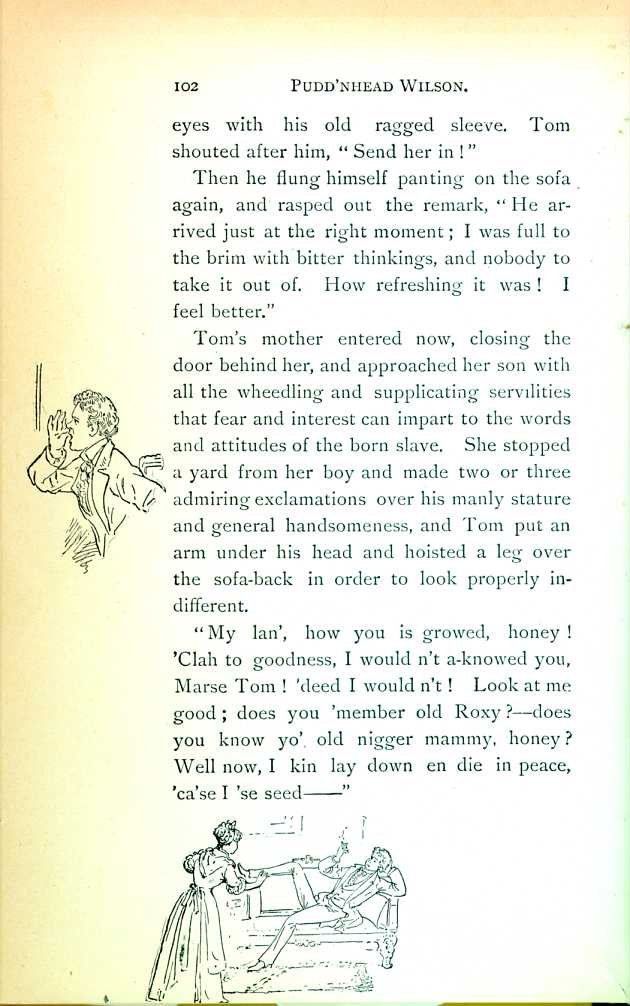 102 PUDD'NHEAD WILSON.
eyes with his old ragged sleeve. Tom
shouted after him, “ Send her in ! ”
Then he flung himself panting on the sofa
again, and rasped out the remark, “ He ar-
rived just at the right moment ; I was full to
the brim with bitter thinkings, and nobody to
take it out of. How refreshing it was ! I
feel better.”
Tom's mother entered now, closing the
door behind her, and approached her son with
all the wheedling and supplicating servilities
that fear and interest can impart to the words
and attitudes of the born slave. She stopped
a yard from her boy and made two or three
admiring exclamations over his manly stature
and general handsomeness, and Tom put an
arm under his head and hoisted a leg over
the sofa-back in order to look properly in-
different.
“ My lan', how you is growed, honey !
'Clah to goodness, I would n't a-knowed you,
Marse Tom ! 'deed I would n't ! Look at me
good ; does you 'member old Roxy ?—does
you know yo' old nigger mammy, honey ?
Well now, I kin lay down en die in peace,
'ca'se I 'se seed——”